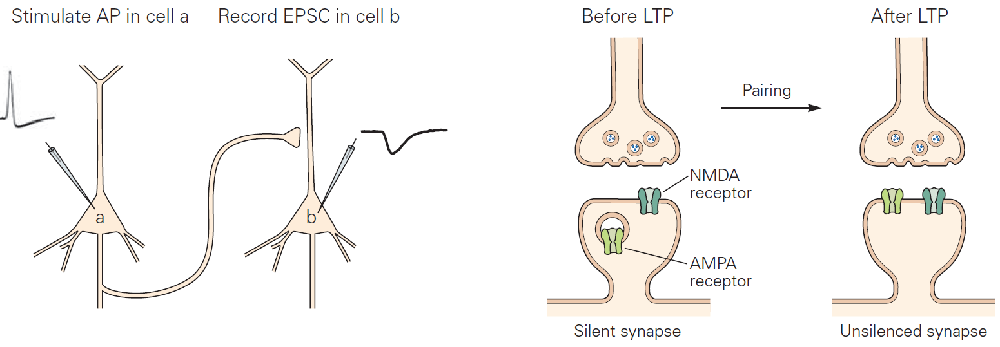 Stimulate AP in cell a
Record EPSC in cell b
a
b
Before LTP
After LTP
Pairing
NMDA
receptor
AMPA
receptor
Silent synapse
Unsilenced synapse